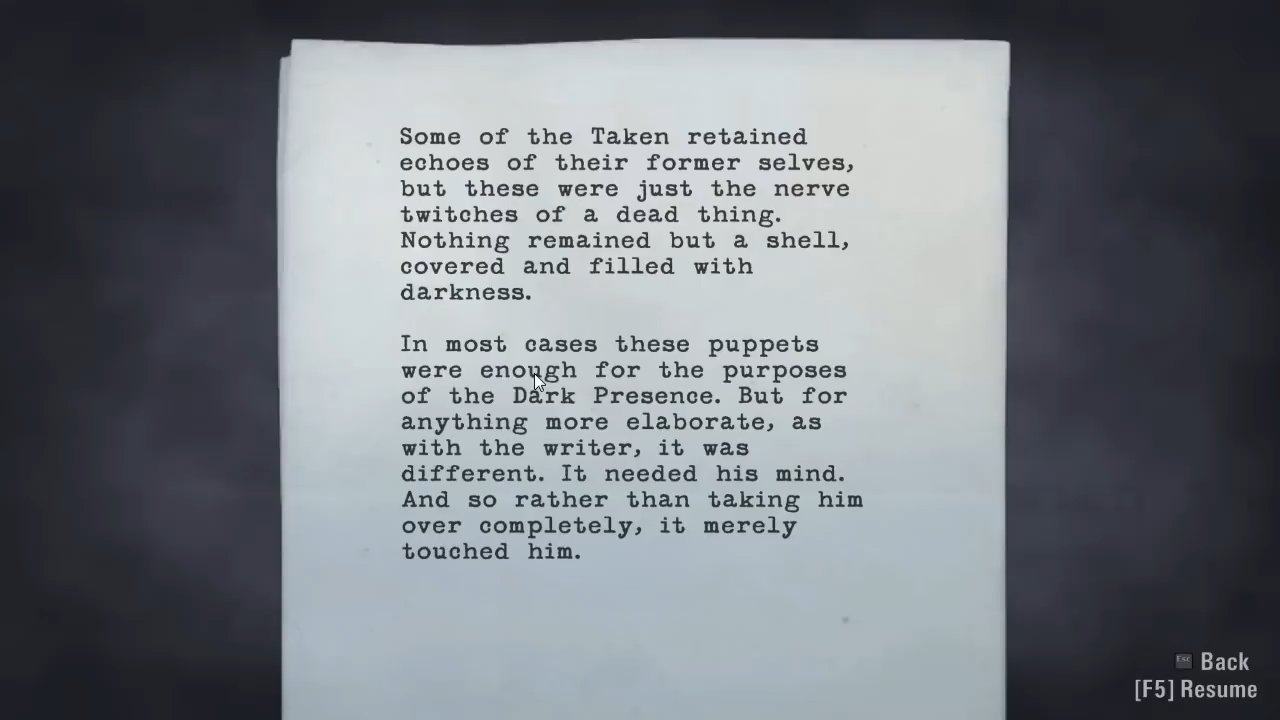 Some of the Taken retained
echoes of their former selves,
but these were just the nerve
twitches of a dead thing.
Nothing remained but a shell,
covered and filled with
darkness.
In most cases these puppets
were enough for the purposes
of the Dark Presence. But for
anything more elaborate, as
with the writer, it was
different. It needed his mind.
And so rather than taking him
over completely, it merely
touched him.
Esc Back
[F5] Resume